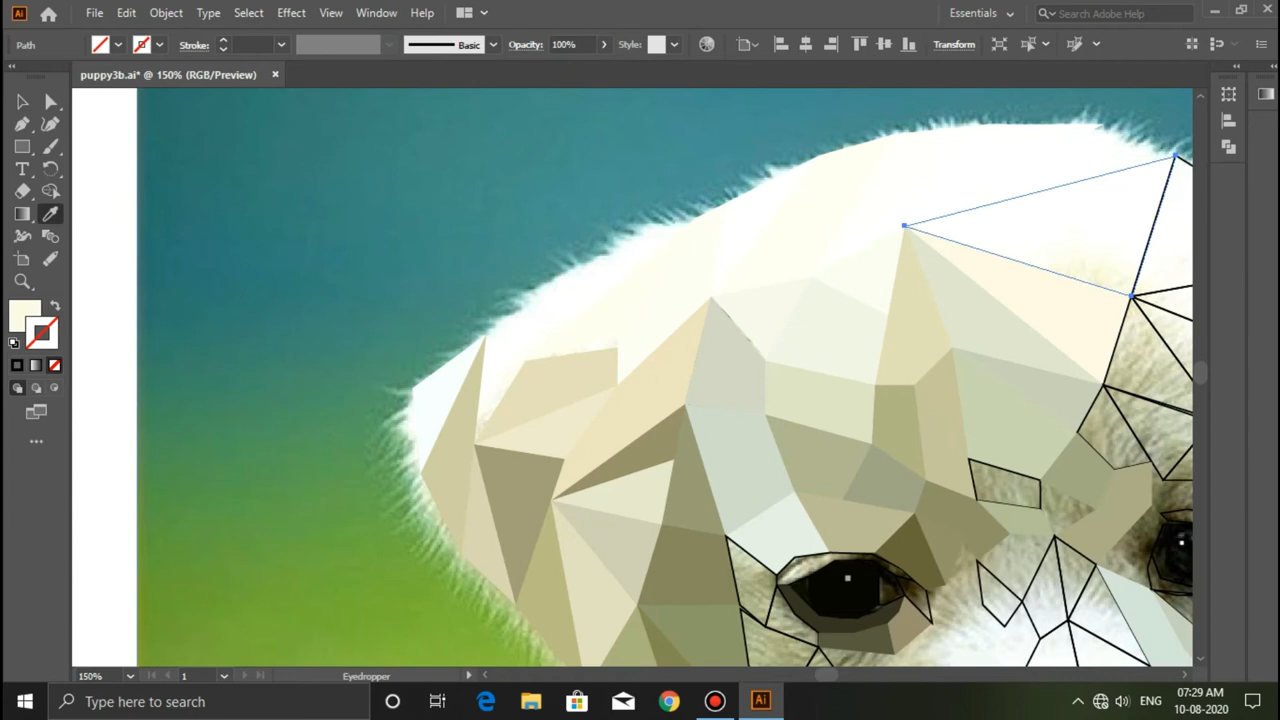 Ai File Edit Object Type Select Effect View Window Help Essentials Search Adobe Help
Path Stroke: Basic Opacity: 100% Style: Transform
puppy3b.ai* @ 150% (RGB/Preview) ×
T
150% 1 Eyedropper
Type here to search Ai ENG 07:29 AM
10-08-2020